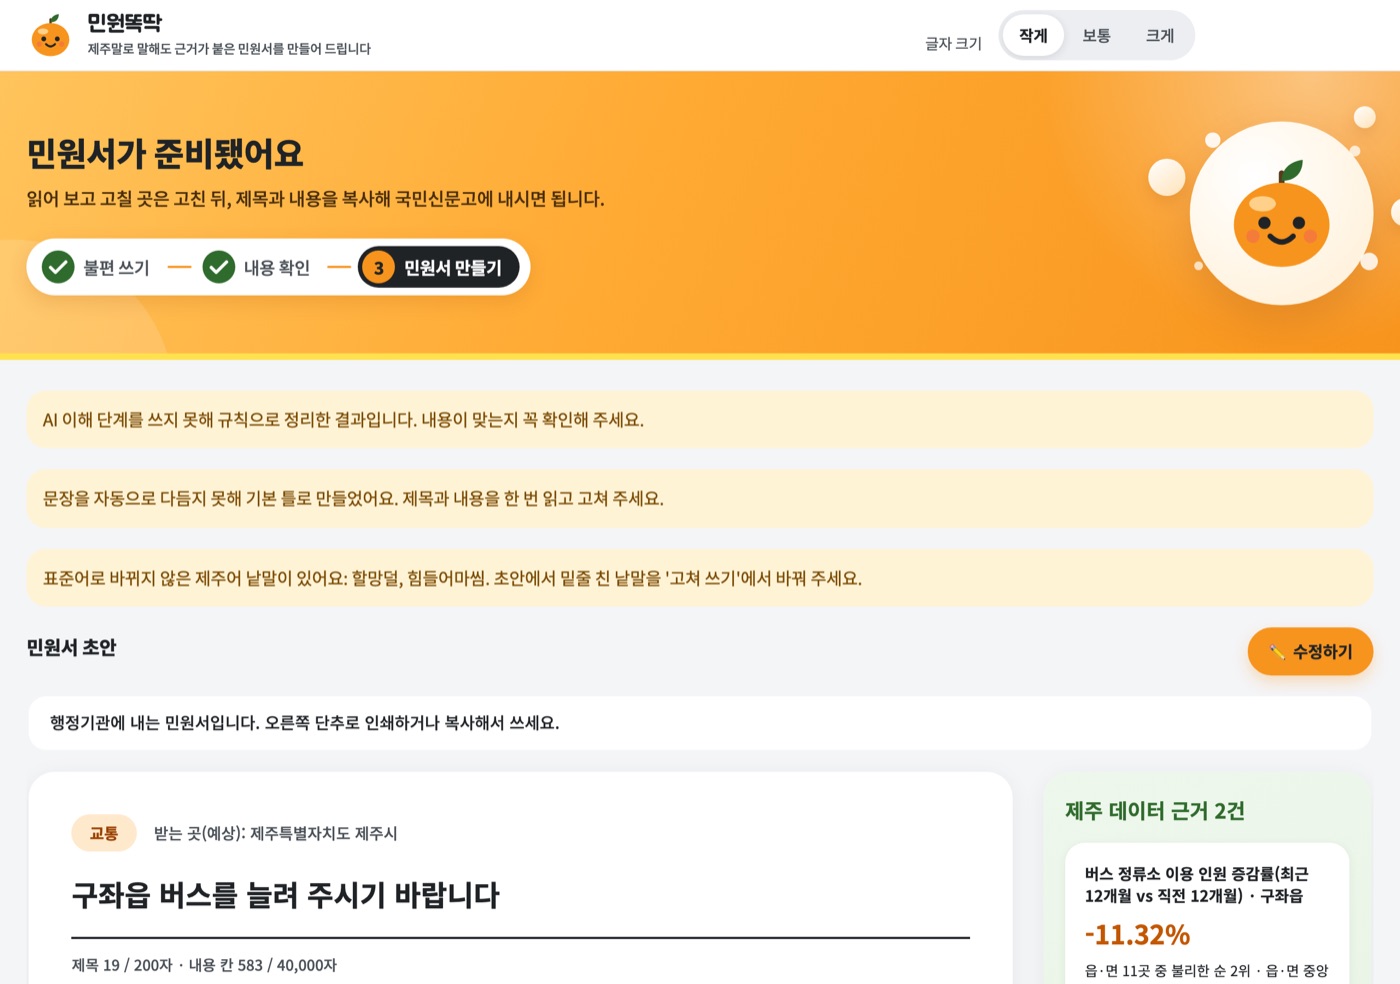 민원똑딱
제주말로 말해도 근거가 붙은 민원서를 만들어 드립니다
글자 크기
작게
보통
크게
민원서가 준비됐어요
읽어 보고 고칠 곳은 고친 뒤, 제목과 내용을 복사해 국민신문고에 내시면 됩니다.
불편 쓰기
내용 확인
3 민원서 만들기
AI 이해 단계를 쓰지 못해 규칙으로 정리한 결과입니다. 내용이 맞는지 꼭 확인해 주세요.
문장을 자동으로 다듬지 못해 기본 틀로 만들었어요. 제목과 내용을 한 번 읽고 고쳐 주세요.
표준어로 바뀌지 않은 제주어 낱말이 있어요: 할망덜, 힘들어마씸. 초안에서 밑줄 친 낱말을 '고쳐 쓰기'에서 바꿔 주세요.
민원서 초안
수정하기
행정기관에 내는 민원서입니다. 오른쪽 단추로 인쇄하거나 복사해서 쓰세요.
교통
받는 곳(예상): 제주특별자치도 제주시
구좌읍 버스를 늘려 주시기 바랍니다
제목 19 / 200자 · 내용 칸 583 / 40,000자
제주 데이터 근거 2건
버스 정류소 이용 인원 증감률(최근
12개월 vs 직전 12개월) · 구좌읍
-11.32%
읍·면 11곳 중 불리한 순 2위 · 읍·면 중앙